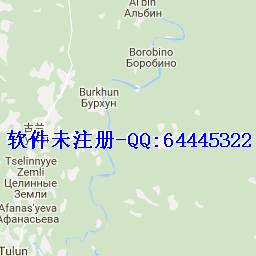 Al'bin
Альбин
Borobino
Боробино
Burkhun
Бурхун
软件未注册-QQ:64445322
Tselinnyye
Zemli
Целинные
Земли
Afanas'yeva
Афанасьева
Tulun